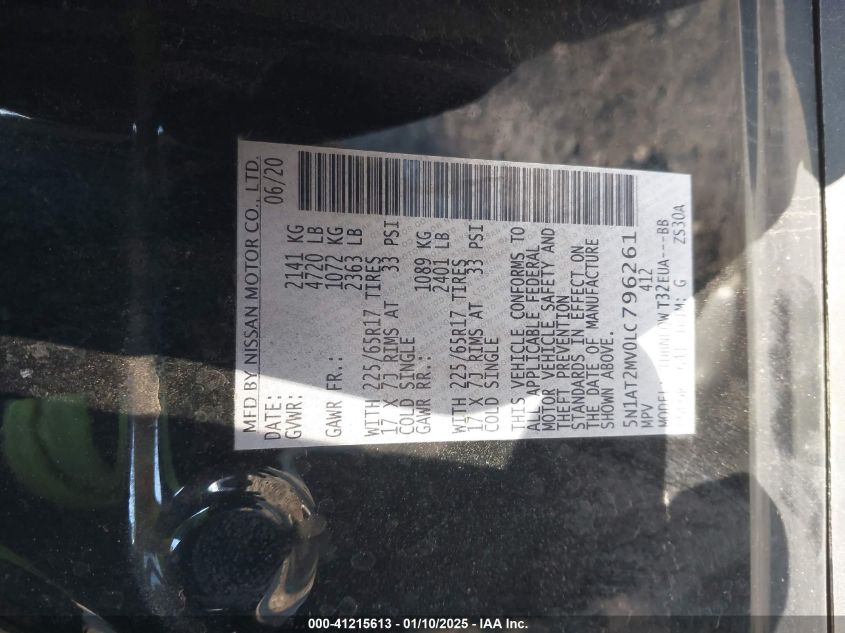 MFD BY NISSAN MOTOR CO., LTD.
DATE: 06/20
GVWR: 2141 KG
4720 LB
GAWR FR.: 1072 KG
2363 LB
WITH 225/65R17 TIRES
17 X 7J RIMS AT 33 PSI
COLD SINGLE
GAWR RR.: 1089 KG
2401 LB
WITH 225/65R17 TIRES
17 X 7J RIMS AT 33 PSI
COLD SINGLE
THIS VEHICLE CONFORMS TO
ALL APPLICABLE FEDERAL
MOTOR VEHICLE SAFETY AND
THEFT PREVENTION
STANDARDS IN EFFECT ON
THE DATE OF MANUFACTURE
SHOWN ABOVE.
5N1AT2MV0LC796261
MPV 412
MODEL: T32EUA---BB
G ZS30A
000-41215613 - 01/10/2025 - IAA Inc.